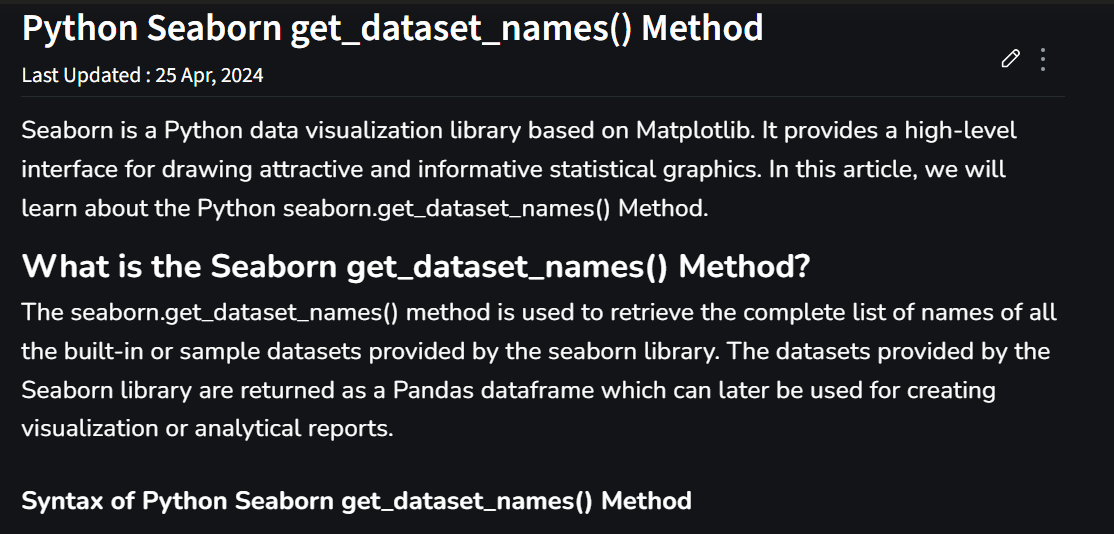 Python Seaborn get_dataset_names() Method
Last Updated : 25 Apr, 2024
Seaborn is a Python data visualization library based on Matplotlib. It provides a high-level
interface for drawing attractive and informative statistical graphics. In this article, we will
learn about the Python seaborn.get_dataset_names() Method.
What is the Seaborn get_dataset_names() Method?
The seaborn.get_dataset_names() method is used to retrieve the complete list of names of all
the built-in or sample datasets provided by the seaborn library. The datasets provided by the
Seaborn library are returned as a Pandas dataframe which can later be used for creating
visualization or analytical reports.
Syntax of Python Seaborn get_dataset_names() Method